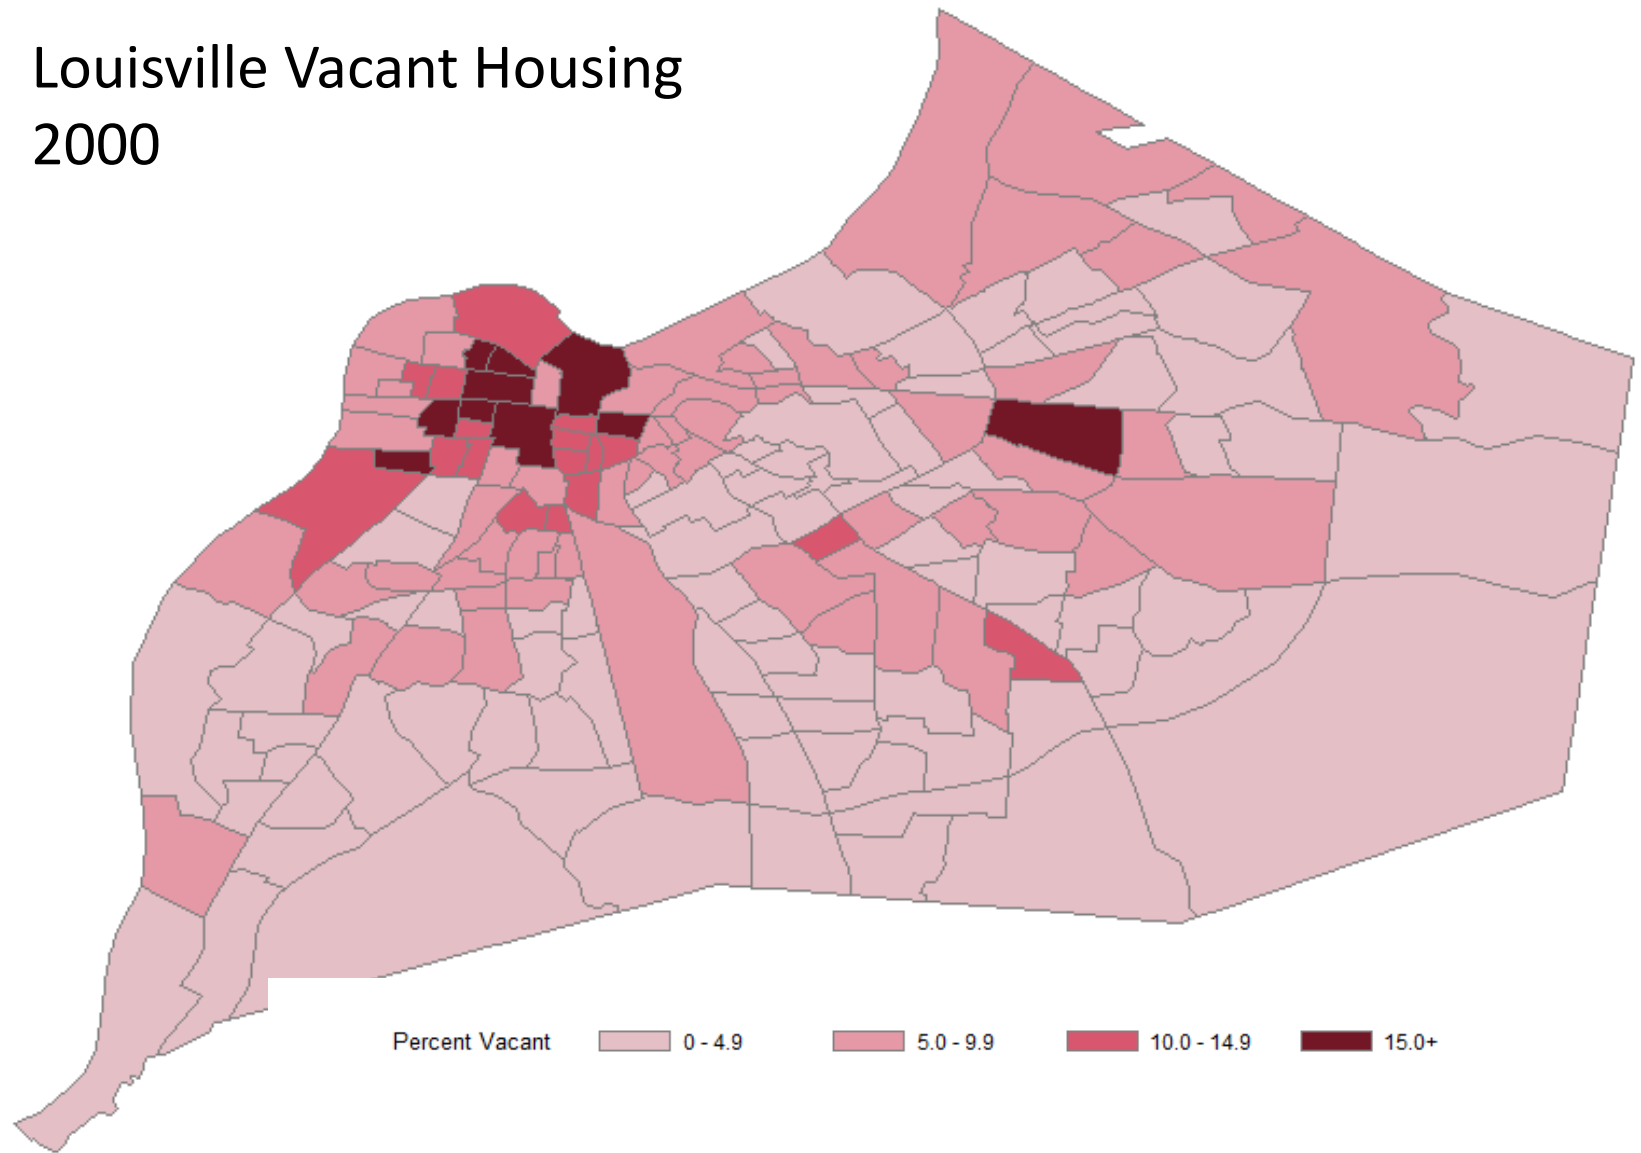 Louisville Vacant Housing
2000
Percent Vacant 0 - 4.9 5.0 - 9.9 10.0 - 14.9 15.0+